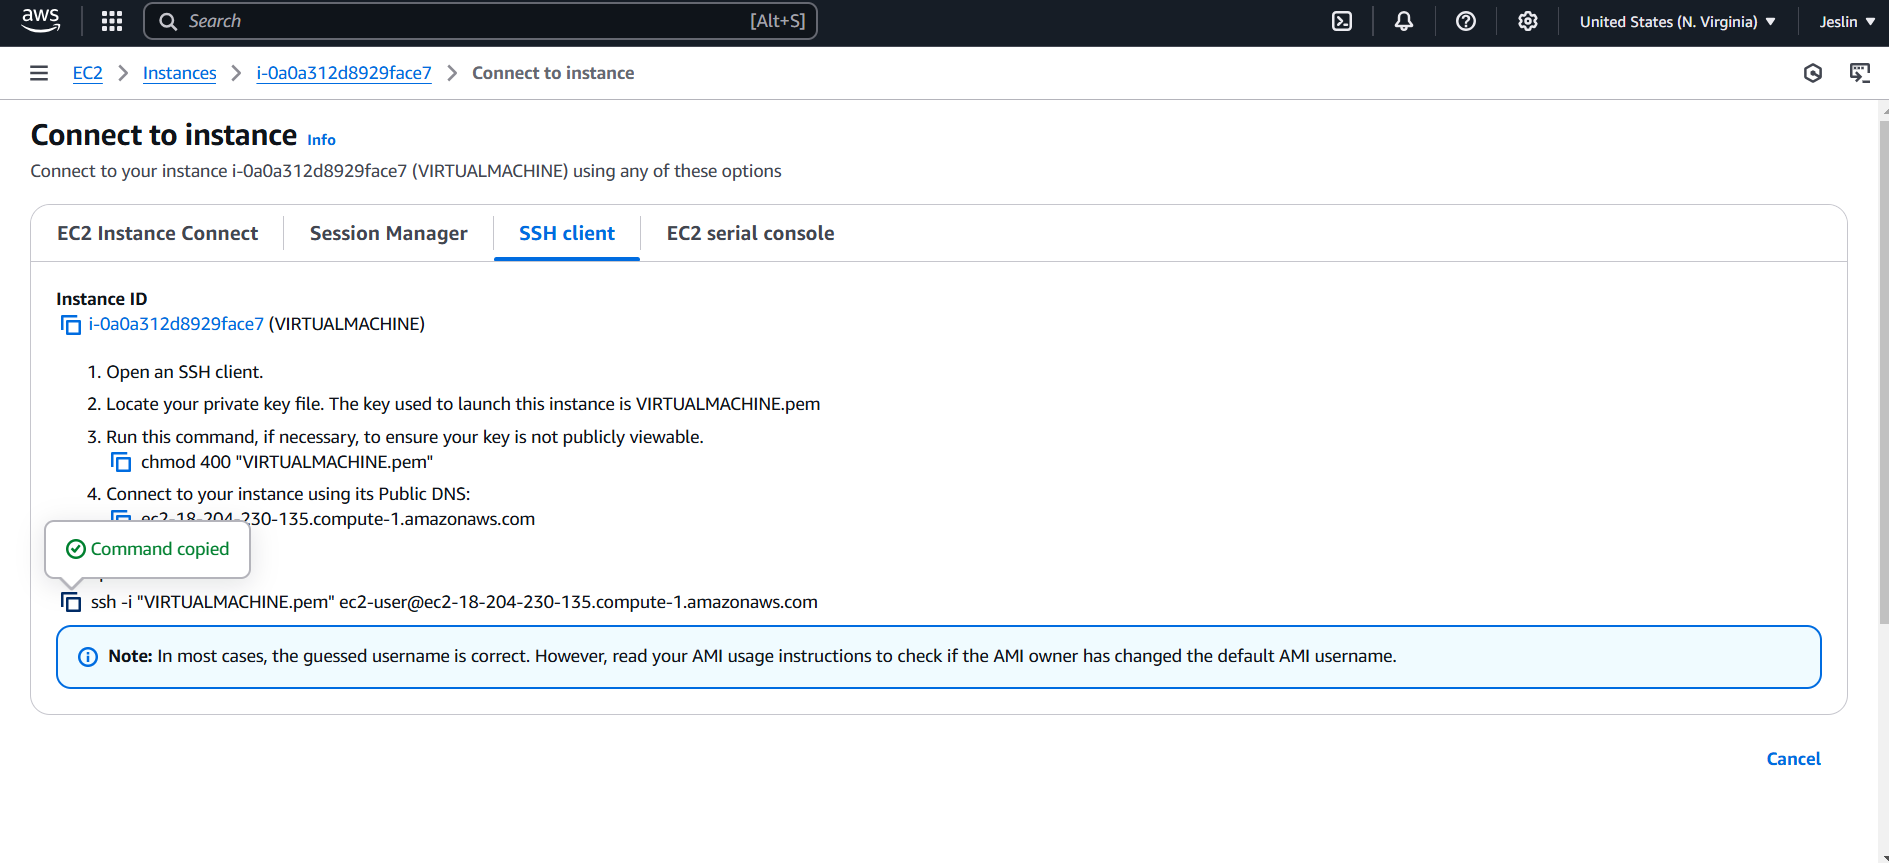 aws
Search [Alt+S]
United States (N. Virginia) Jeslin
EC2 Instances i-0a0a312d8929face7 Connect to instance
Connect to instance Info
Connect to your instance i-0a0a312d8929face7 (VIRTUALMACHINE) using any of these options
EC2 Instance Connect Session Manager SSH client EC2 serial console
Instance ID
i-0a0a312d8929face7 (VIRTUALMACHINE)
1. Open an SSH client.
2. Locate your private key file. The key used to launch this instance is VIRTUALMACHINE.pem
3. Run this command, if necessary, to ensure your key is not publicly viewable.
chmod 400 "VIRTUALMACHINE.pem"
4. Connect to your instance using its Public DNS:
ec2-18-204-230-135.compute-1.amazonaws.com
Command copied
ssh -i "VIRTUALMACHINE.pem" ec2-user@ec2-18-204-230-135.compute-1.amazonaws.com
Note: In most cases, the guessed username is correct. However, read your AMI usage instructions to check if the AMI owner has changed the default AMI username.
Cancel